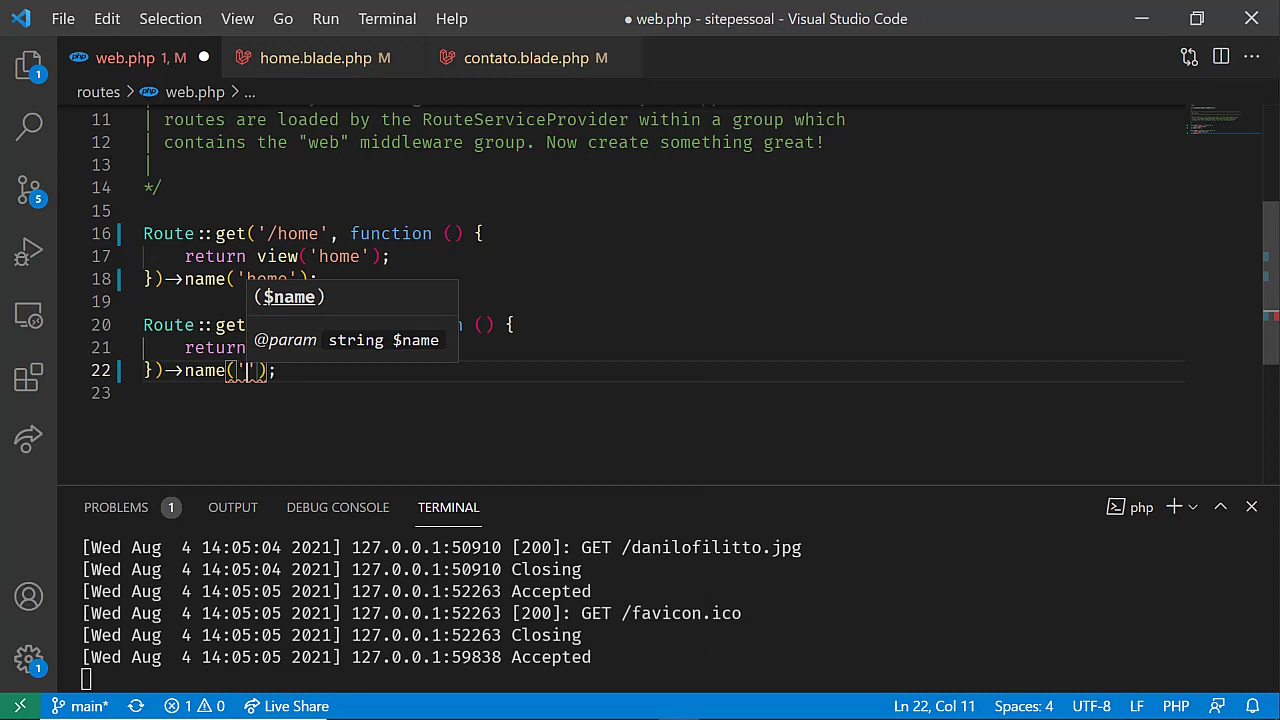 File Edit Selection View Go Run Terminal Help
● web.php - sitepessoal - Visual Studio Code
web.php 1, M
home.blade.php M
contato.blade.php M
routes > web.php > ...
11 routes are loaded by the RouteServiceProvider within a group which
12 contains the "web" middleware group. Now create something great!
13 |
14 */
15
16 Route::get('/home', function () {
17 return view('home');
18 })->name('home');
19
($name)
20 Route::get () {
@param string $name
21 return
22 })->name('');
23
PROBLEMS 1 OUTPUT DEBUG CONSOLE TERMINAL
php
[Wed Aug 4 14:05:04 2021] 127.0.0.1:50910 [200]: GET /danilofilitto.jpg
[Wed Aug 4 14:05:04 2021] 127.0.0.1:50910 Closing
[Wed Aug 4 14:05:05 2021] 127.0.0.1:52263 Accepted
[Wed Aug 4 14:05:05 2021] 127.0.0.1:52263 [200]: GET /favicon.ico
[Wed Aug 4 14:05:05 2021] 127.0.0.1:52263 Closing
[Wed Aug 4 14:05:05 2021] 127.0.0.1:59838 Accepted
1
5
1
main* 1 0 Live Share
Ln 22, Col 11 Spaces: 4 UTF-8 LF PHP